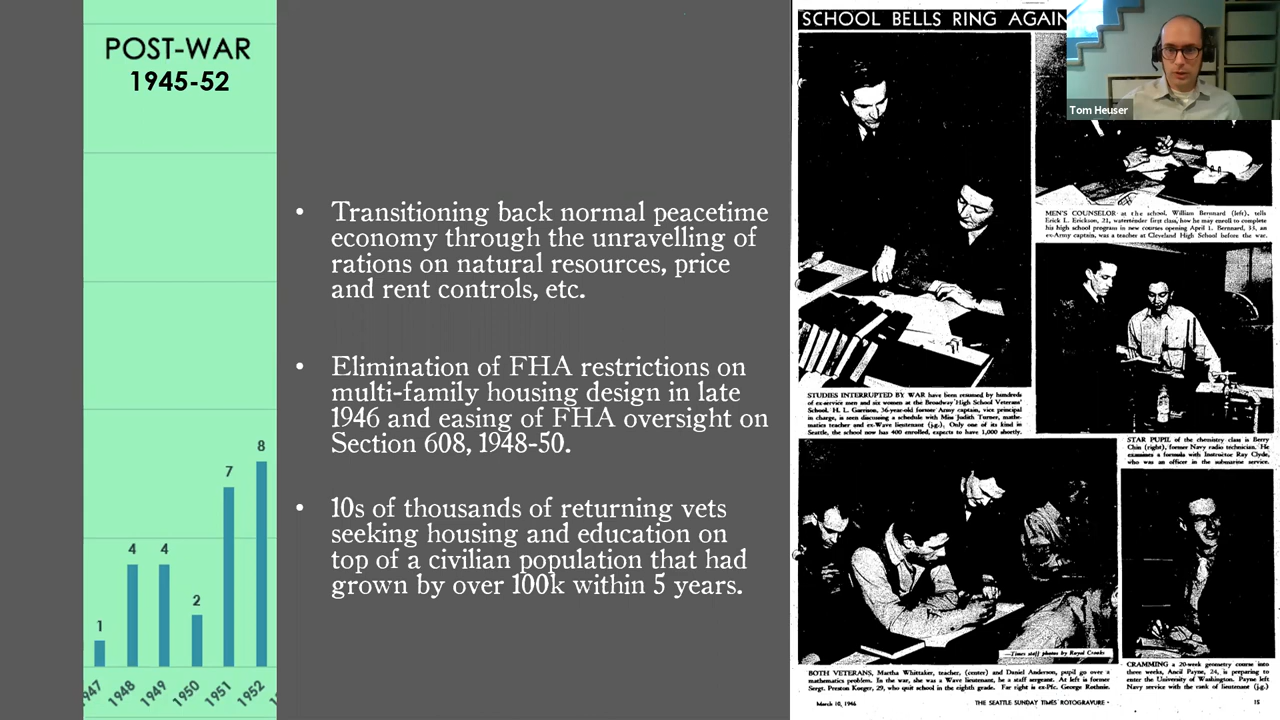 POST-WAR
1945-52
1
4
4
2
7
8
1948
1949
1950
1951
1952
• Transitioning back normal peacetime
economy through the unravelling of
rations on natural resources, price
and rent controls, etc.
• Elimination of FHA restrictions on
multi-family housing design in late
1946 and easing of FHA oversight on
Section 608, 1948-50.
• 10s of thousands of returning vets
seeking housing and education on
top of a civilian population that had
grown by over 100k within 5 years.
SCHOOL BELLS RING AGAIN
Tom Heuser
MEN'S COUNSELOR at the school, William Bernnard (left), tells
Erick L. Erickson, 21, watertender first class, how he may enroll to complete
his high school program in new courses opening April 1. Bernnard, 33, an
ex-Army captain, was a teacher at Cleveland High School before the war.
STUDIES INTERRUPTED BY WAR have been resumed by hundreds
of ex-service men and six women at the Broadway High School Veterans'
School. H. L. Garrison, 36-year-old former Army captain, vice principal
in charge, is seen discussing a schedule with Miss Judith Turner, mathe-
matics teacher and ex-Wave lieutenant (j.g.). Only one of its kind in
Seattle, the school now has 400 enrolled, expects to have 1,000 shortly.
STAR PUPIL of the chemistry class is Berry
Chin (right), former Navy radio technician. He
examines a formula with Instructor Ray Clyde,
who was an officer in the submarine service.
—Times staff photos by Royal Crooks
BOTH VETERANS, Martha Whittaker, teacher, (center) and Daniel Anderson, pupil go over a
mathematics problem. In the war, she was a Wave lieutenant, he a staff sergeant. At left is former
Sergt. Preston Koeger, 29, who quit school in the eighth grade. Far right is ex-Pfc. George Rothnie.
CRAMMING a 20-week geometry course into
three weeks, Ancil Payne, 24, is preparing to
enter the University of Washington. Payne left
Navy service with the rank of lieutenant (j.g.)
March 10, 1946
THE SEATTLE SUNDAY TIMES' ROTOGRAVURE -
15